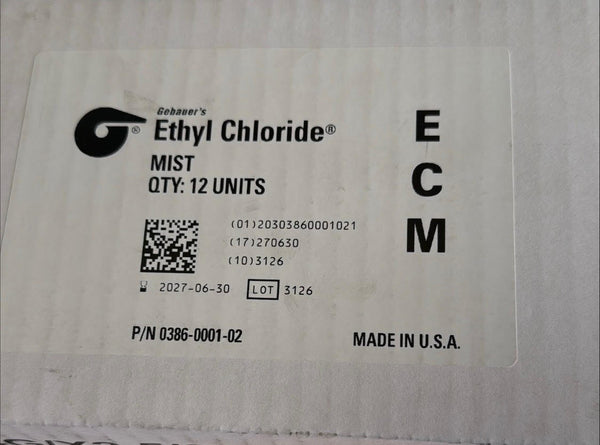 Gebauer's
Ethyl Chloride®
MIST
QTY: 12 UNITS
E
C
M
(01)20303860001021
(17)270630
(10)3126
2027-06-30 LOT 3126
P/N 0386-0001-02 MADE IN U.S.A.